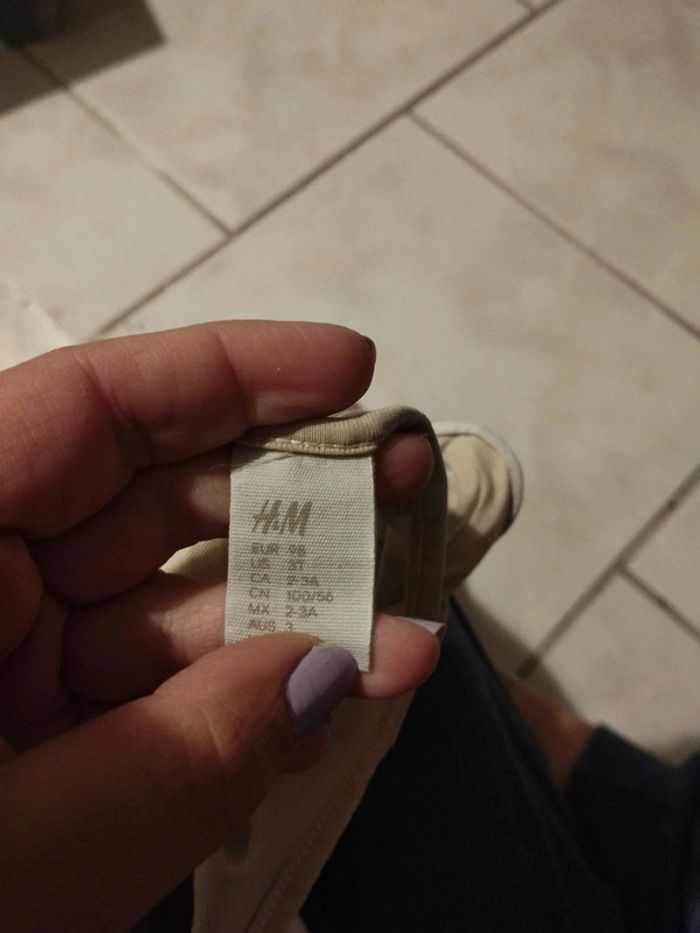 H&M
EUR 98
US 3T
CA 2-3A
CN 100/56
MX 2-3A
AUS 3